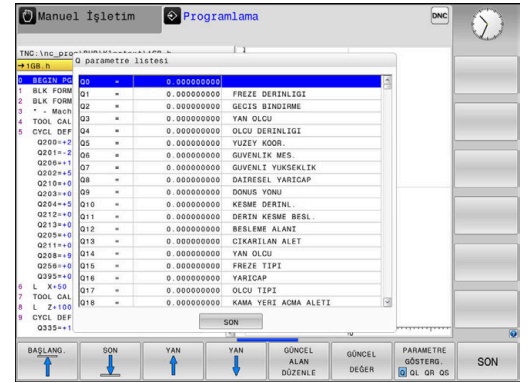 Manuel İşletim
Programlama
DNC
TNC:\nc_prog\BHB\Klartext\1GB.h
→1GB.h
Q parametre listesi
0 BEGIN PG
1 BLK FORM
2 BLK FORM
3 * - Mach
4 TOOL CAL
5 CYCL DEF
Q200=+2
Q201=-2
Q206=+1
Q202=+5
Q210=+0
Q203=+0
Q204=+5
Q212=+0
Q213=+0
Q205=+0
Q211=+0
Q208=+9
Q256=+0
Q395=+0
6 L X+50
7 TOOL CAL
8 L Z+100
9 CYCL DEF
Q335=+1
Q0 = 0.000000000
Q1 = 0.000000000 FREZE DERINLIGI
Q2 = 0.000000000 GECIS BINDIRME
Q3 = 0.000000000 YAN OLCU
Q4 = 0.000000000 OLCU DERINLIGI
Q5 = 0.000000000 YUZEY KOOR.
Q6 = 0.000000000 GUVENLIK MES.
Q7 = 0.000000000 GUVENLI YUKSEKLIK
Q8 = 0.000000000 DAIRESEL YARICAP
Q9 = 0.000000000 DONUS YONU
Q10 = 0.000000000 KESME DERINL.
Q11 = 0.000000000 DERIN KESME BESL.
Q12 = 0.000000000 BESLEME ALANI
Q13 = 0.000000000 CIKARILAN ALET
Q14 = 0.000000000 YAN OLCU
Q15 = 0.000000000 FREZE TIPI
Q16 = 0.000000000 YARICAP
Q17 = 0.000000000 OLCU TIPI
Q18 = 0.000000000 KAMA YERI ACMA ALETI
SON
BAŞLANG.
SON
YAN
YAN
GÜNCEL
ALAN
DÜZENLE
GÜNCEL
DEĞER
PARAMETRE
GÖSTERG.
Q QL QR QS
SON